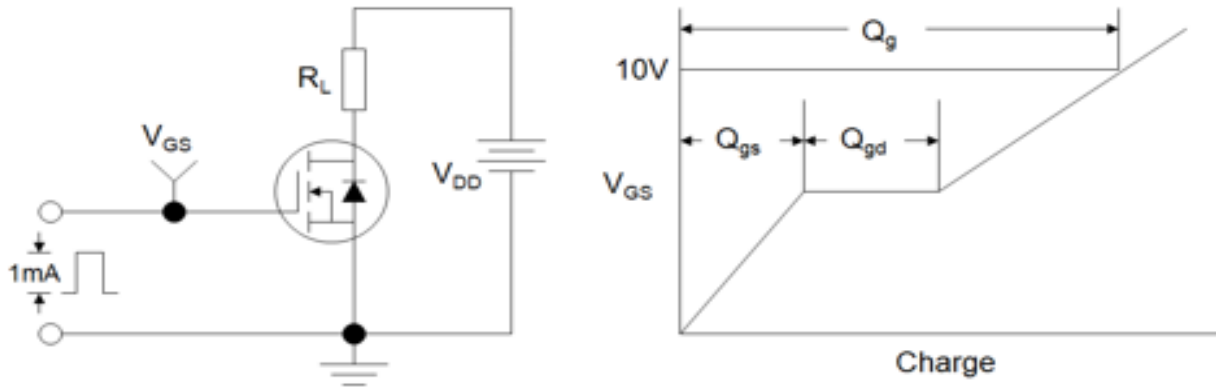 R_L
V_GS
V_DD
1mA
Q_g
10V
Q_gs
Q_gd
V_GS
Charge